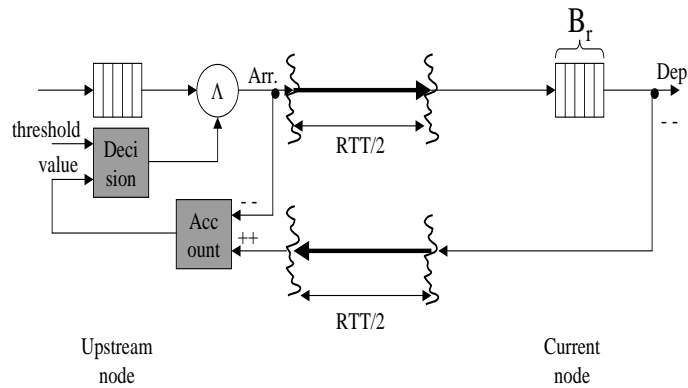 B_r
Λ
Arr.
Dep
threshold
value
Deci
sion
RTT/2
- -
Acc
ount
- -
++
RTT/2
Upstream
node
Current
node